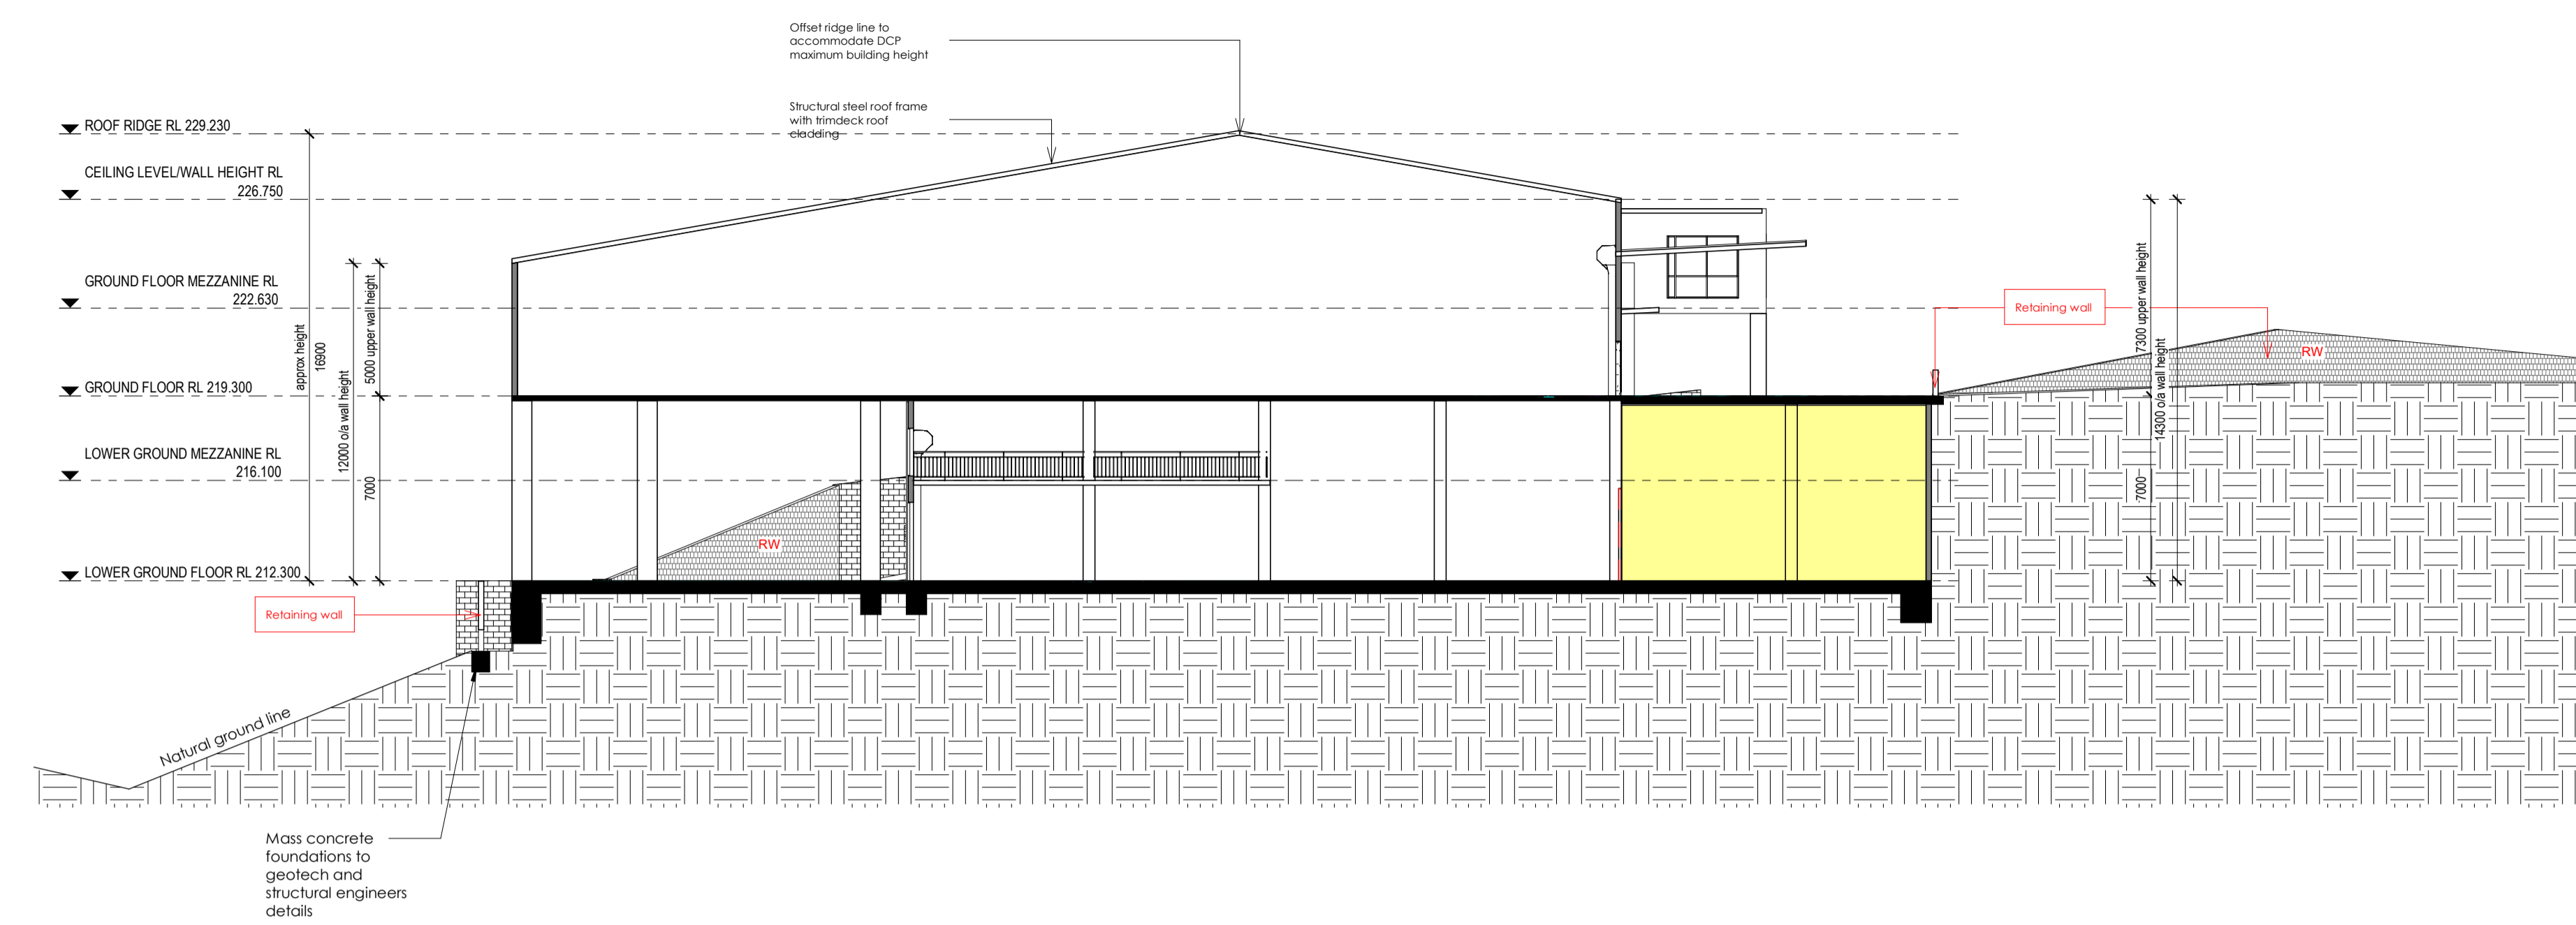 Offset ridge line to
accommodate DCP
maximum building height
Structural steel roof frame
with trimdeck roof
cladding
ROOF RIDGE RL 229.230
CEILING LEVEL/WALL HEIGHT RL
226.750
GROUND FLOOR MEZZANINE RL
222.630
GROUND FLOOR RL 219.300
LOWER GROUND MEZZANINE RL
216.100
LOWER GROUND FLOOR RL 212.300
approx height
16900
12000 o/a wall height
5000 upper wall height
7000
RW
Retaining wall
Natural ground line
Mass concrete
foundations to
geotech and
structural engineers
details
7300 upper wall height
14300 o/a wall height
7000
Retaining wall
RW